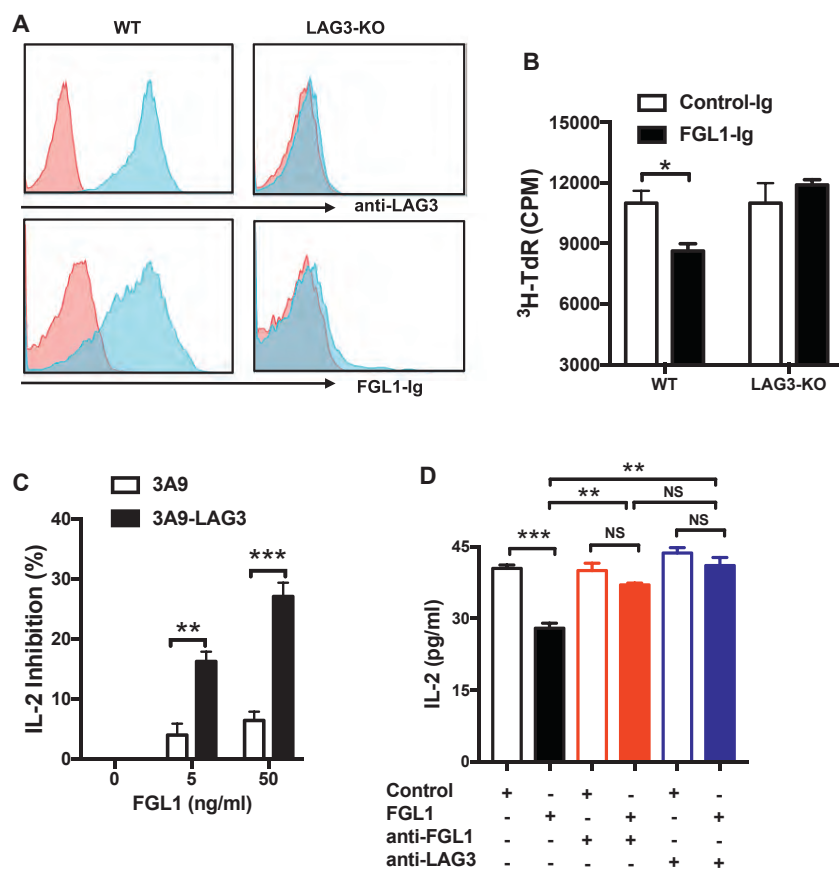 A
WT LAG3-KO
anti-LAG3
FGL1-Ig
B
Control-Ig
FGL1-Ig
15000
12000
9000
6000
3000
³H-TdR (CPM)
*
WT LAG3-KO
C
3A9
3A9-LAG3
40
30
20
10
0
IL-2 Inhibition (%)
**
***
0 5 50
FGL1 (ng/ml)
D
**
** NS
*** NS NS
45
30
15
0
IL-2 (pg/ml)
Control + - + - + -
FGL1 - + - + - +
anti-FGL1 - - + + - -
anti-LAG3 - - - - + +